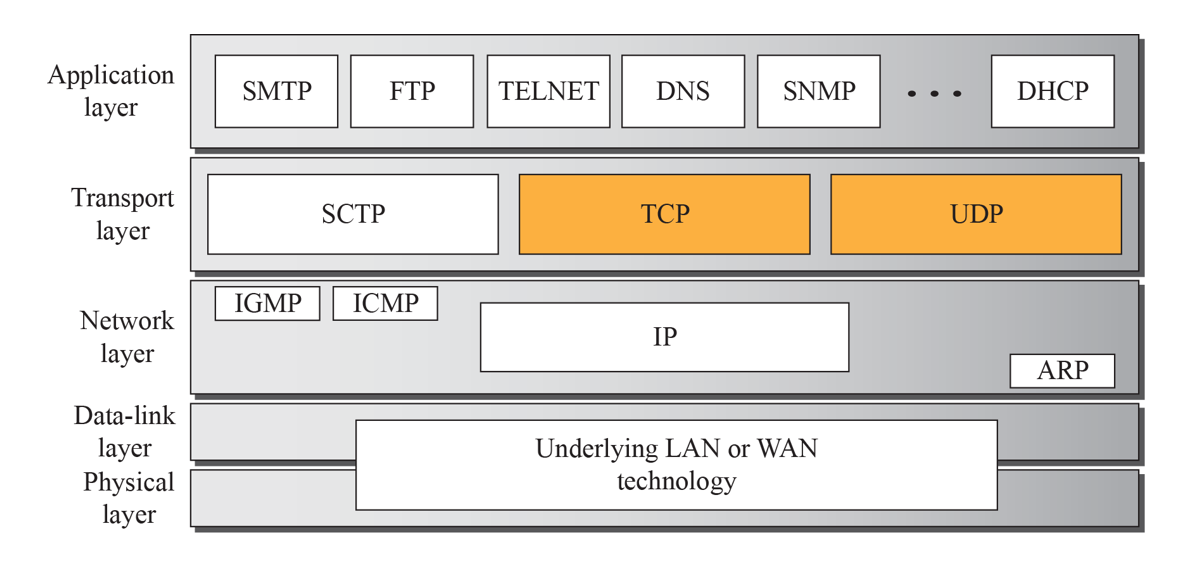 Application
layer
SMTP
FTP
TELNET
DNS
SNMP
• • •
DHCP
Transport
layer
SCTP
TCP
UDP
Network
layer
IGMP
ICMP
IP
ARP
Data-link
layer
Physical
layer
Underlying LAN or WAN
technology